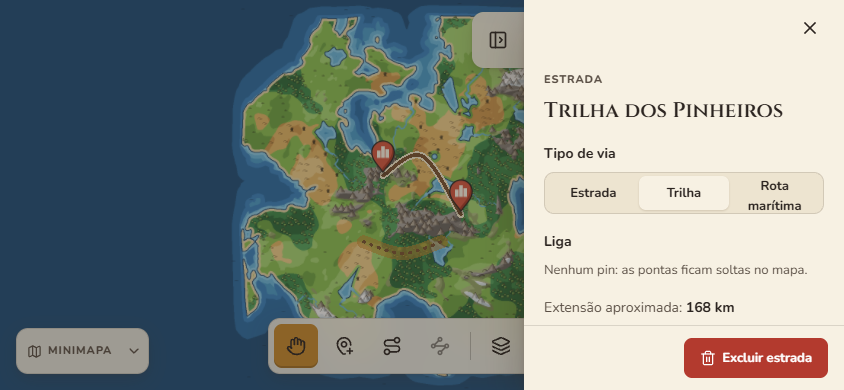 ESTRADA
TRILHA DOS PINHEIROS
Tipo de via
Estrada
Trilha
Rota
marítima
Liga
Nenhum pin: as pontas ficam soltas no mapa.
Extensão aproximada: 168 km
MINIMAPA
Excluir estrada